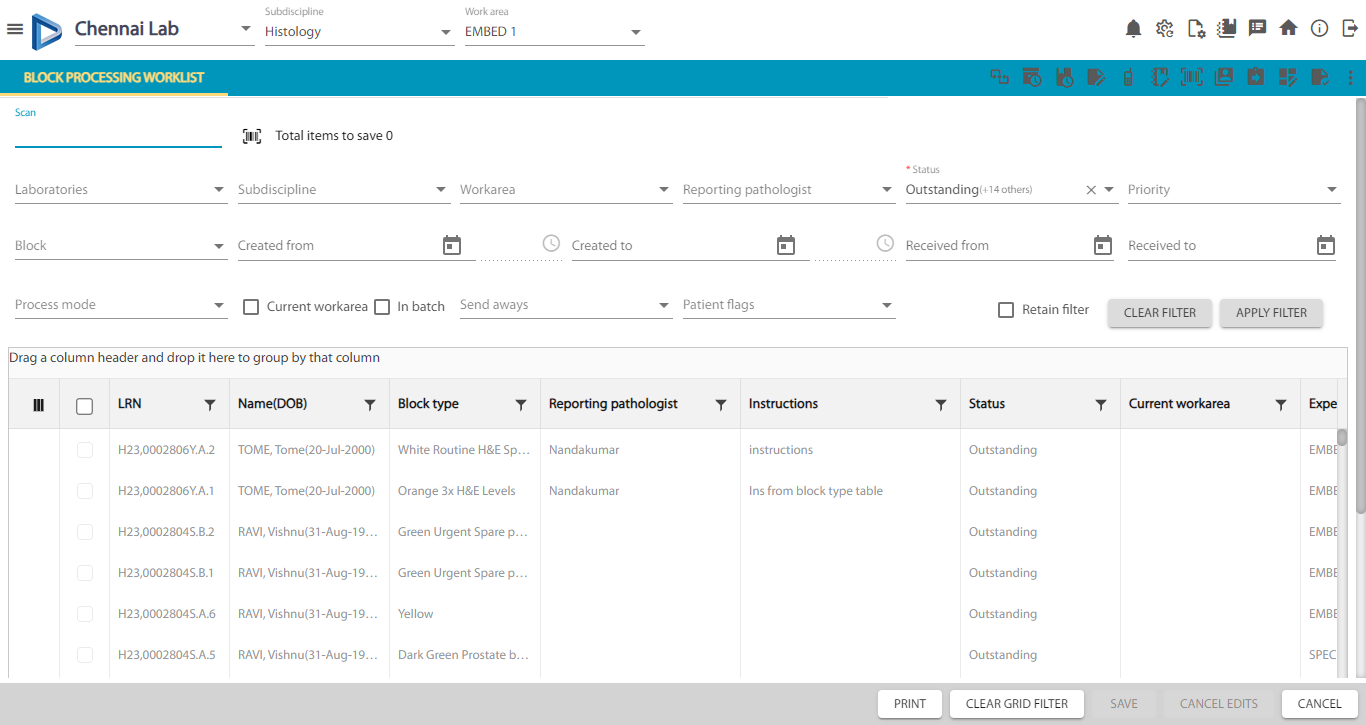 Chennai Lab
Subdiscipline
Histology
Work area
EMBED 1
BLOCK PROCESSING WORKLIST
Scan
Total items to save 0
Laboratories
Subdiscipline
Workarea
Reporting pathologist
* Status
Outstanding(+14 others)
Priority
Block
Created from
Created to
Received from
Received to
Process mode
Current workarea
In batch
Send aways
Patient flags
Retain filter
CLEAR FILTER
APPLY FILTER
Drag a column header and drop it here to group by that column
LRN Name(DOB) Block type Reporting pathologist Instructions Status Current workarea Expe
H23,0002806Y.A.2 TOME, Tome(20-Jul-2000) White Routine H&E Sp... Nandakumar instructions Outstanding EMBE
H23,0002806Y.A.1 TOME, Tome(20-Jul-2000) Orange 3x H&E Levels Nandakumar Ins from block type table Outstanding EMBE
H23,0002804S.B.2 RAVI, Vishnu(31-Aug-19... Green Urgent Spare p... Outstanding EMBE
H23,0002804S.B.1 RAVI, Vishnu(31-Aug-19... Green Urgent Spare p... Outstanding EMBE
H23,0002804S.A.6 RAVI, Vishnu(31-Aug-19... Yellow Outstanding EMBE
H23,0002804S.A.5 RAVI, Vishnu(31-Aug-19... Dark Green Prostate b... Outstanding SPEC
PRINT
CLEAR GRID FILTER
SAVE
CANCEL EDITS
CANCEL